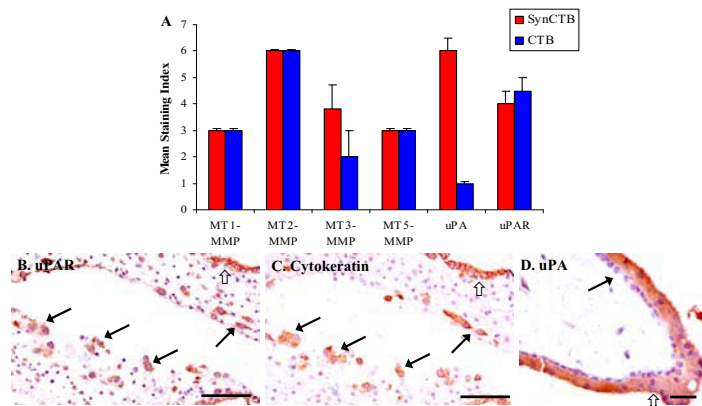 A
SynCTB
CTB
Mean Staining Index
7
6
5
4
3
2
1
0
MT1-
MMP
MT2-
MMP
MT3-
MMP
MT5-
MMP
uPA
uPAR
B. uPAR
C. Cytokeratin
D. uPA